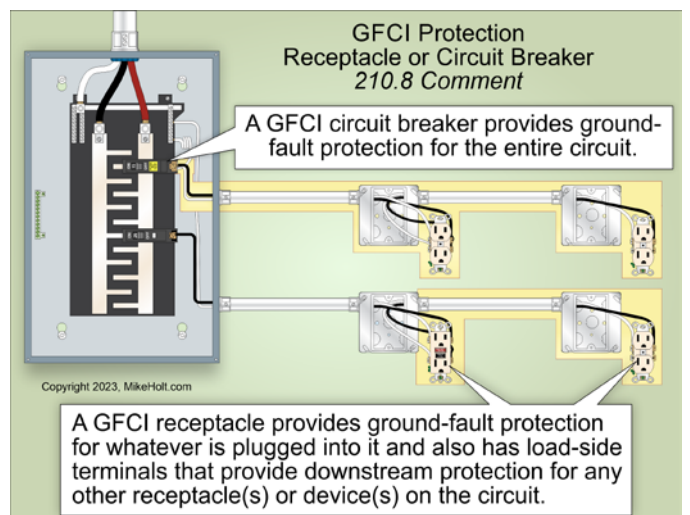 GFCI Protection
Receptacle or Circuit Breaker
210.8 Comment
A GFCI circuit breaker provides ground-
fault protection for the entire circuit.
Copyright 2023, MikeHolt.com
A GFCI receptacle provides ground-fault protection
for whatever is plugged into it and also has load-side
terminals that provide downstream protection for any
other receptacle(s) or device(s) on the circuit.